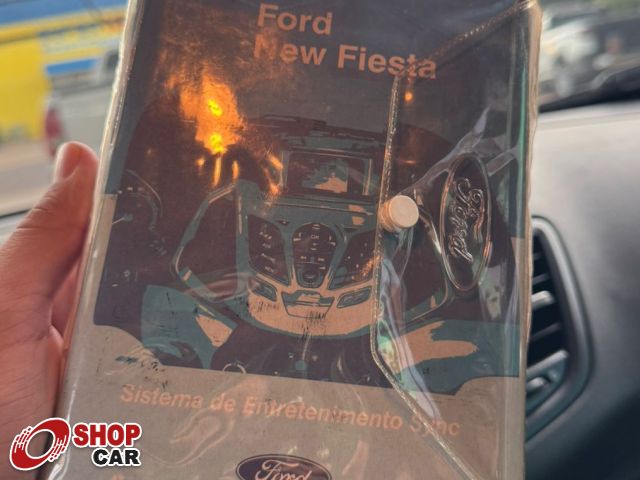 Ford
New Fiesta
Ford
Sistema de Entretenimento Sync
Ford
SHOP
CAR